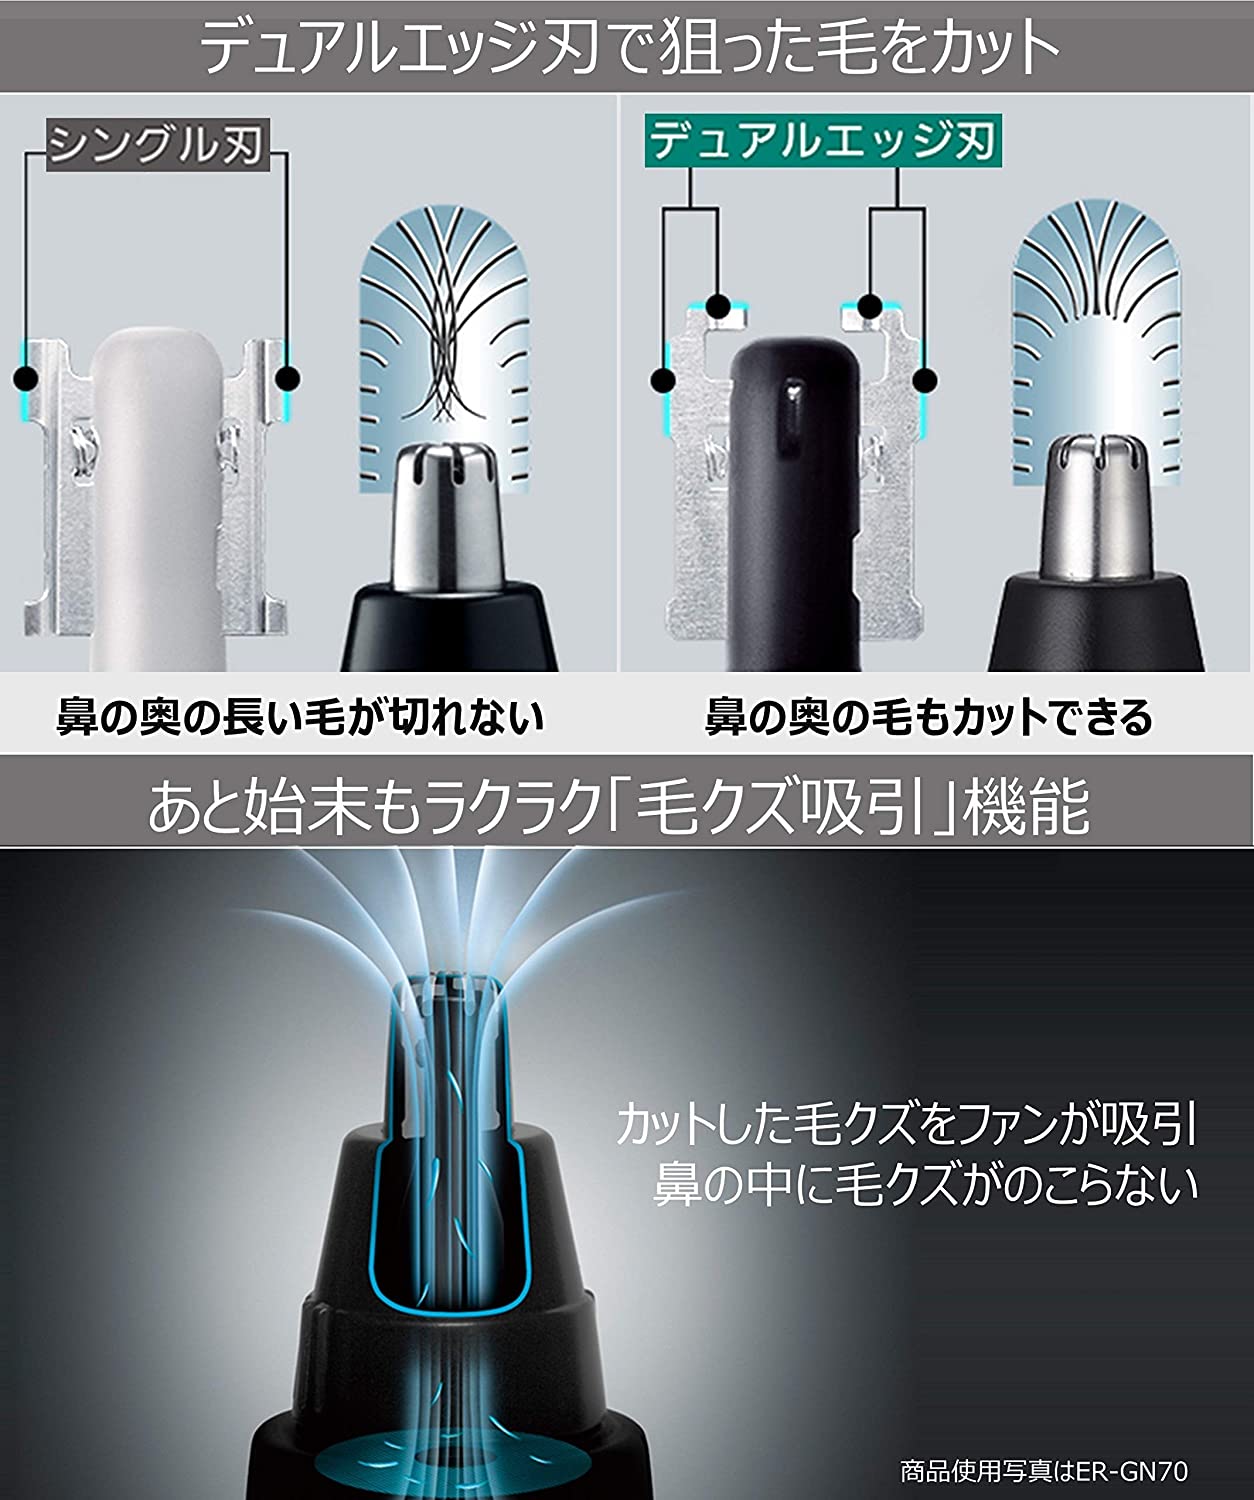 デュアルエッジ刃で狙った毛をカット
シングル刃
デュアルエッジ刃
鼻の奥の長い毛が切れない
鼻の奥の毛もカットできる
あと始末もラクラク「毛クズ吸引」機能
カットした毛クズをファンが吸引
鼻の中に毛クズがのこらない
商品使用写真はER-GN70